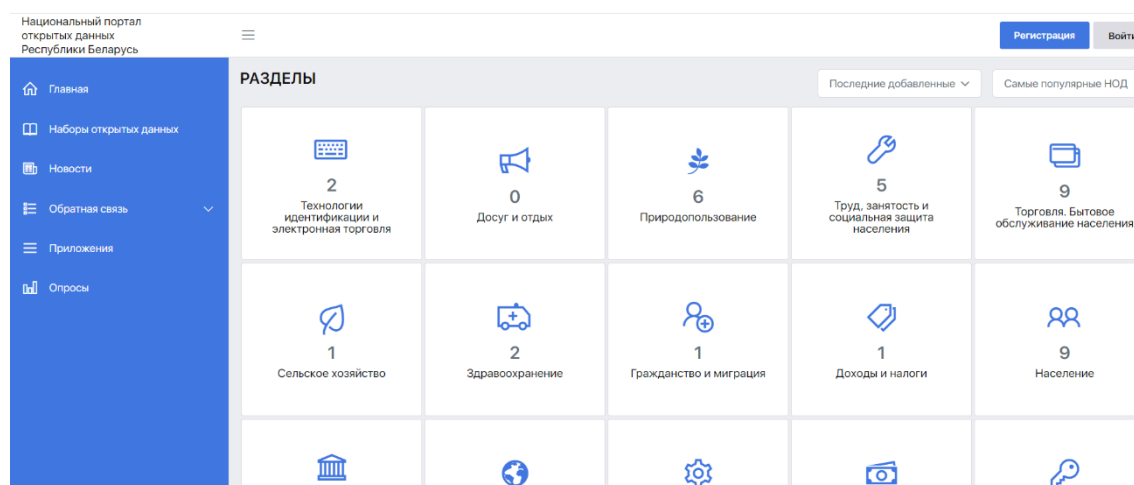 Национальный портал
открытых данных
Республики Беларусь
Регистрация
Войти
Главная
Наборы открытых данных
Новости
Обратная связь
Приложения
Опросы
РАЗДЕЛЫ
Последние добавленные
Самые популярные НОД
2
Технологии
идентификации и
электронная торговля
0
Досуг и отдых
6
Природопользование
5
Труд, занятость и
социальная защита
населения
9
Торговля. Бытовое
обслуживание населения
1
Сельское хозяйство
2
Здравоохранение
1
Гражданство и миграция
1
Доходы и налоги
9
Население